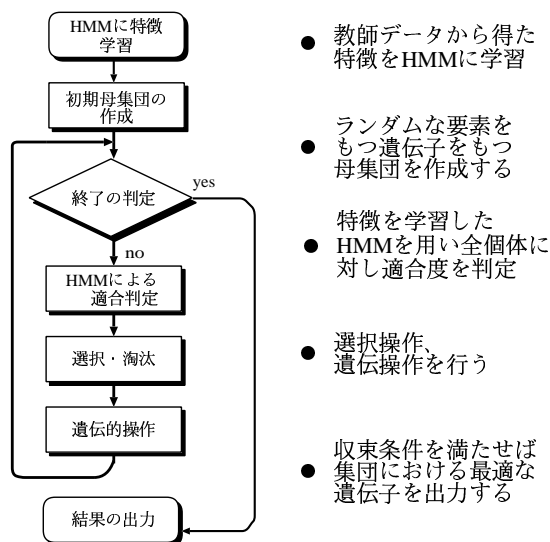 HMMに特徴
学習
初期母集団の
作成
終了の判定
yes
no
HMMによる
適合判定
選択・淘汰
遺伝的操作
結果の出力
● 教師データから得た
特徴をHMMに学習
● ランダムな要素を
もつ遺伝子をもつ
母集団を作成する
● 特徴を学習した
HMMを用い全個体に
対し適合度を判定
● 選択操作、
遺伝操作を行う
● 収束条件を満たせば
集団における最適な
遺伝子を出力する